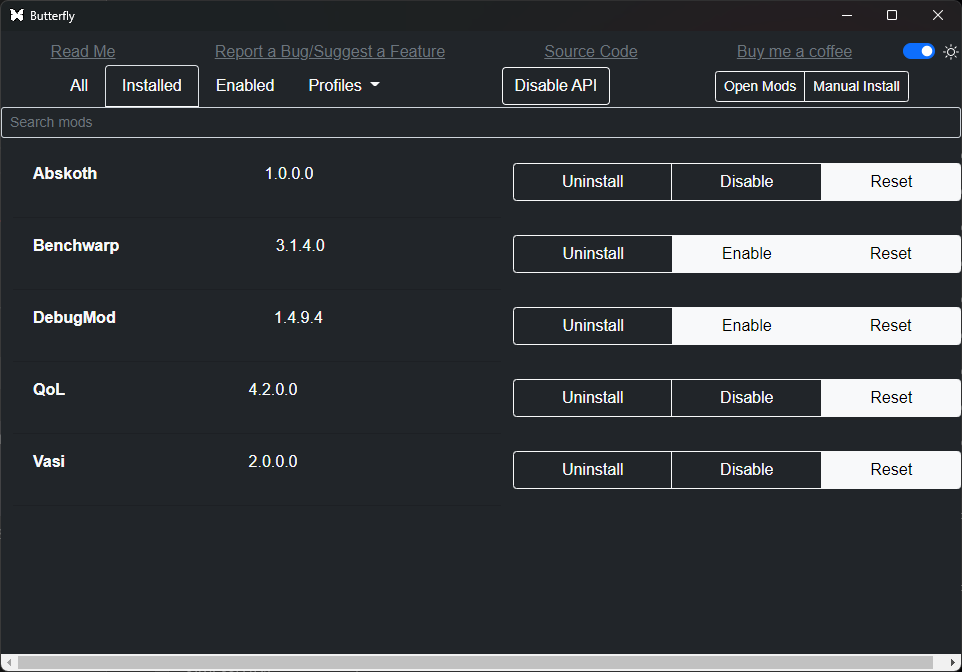 Butterfly
Read Me Report a Bug/Suggest a Feature Source Code Buy me a coffee
All Installed Enabled Profiles Disable API Open Mods Manual Install
Search mods
Abskoth 1.0.0.0 Uninstall Disable Reset
Benchwarp 3.1.4.0 Uninstall Enable Reset
DebugMod 1.4.9.4 Uninstall Enable Reset
QoL 4.2.0.0 Uninstall Disable Reset
Vasi 2.0.0.0 Uninstall Disable Reset